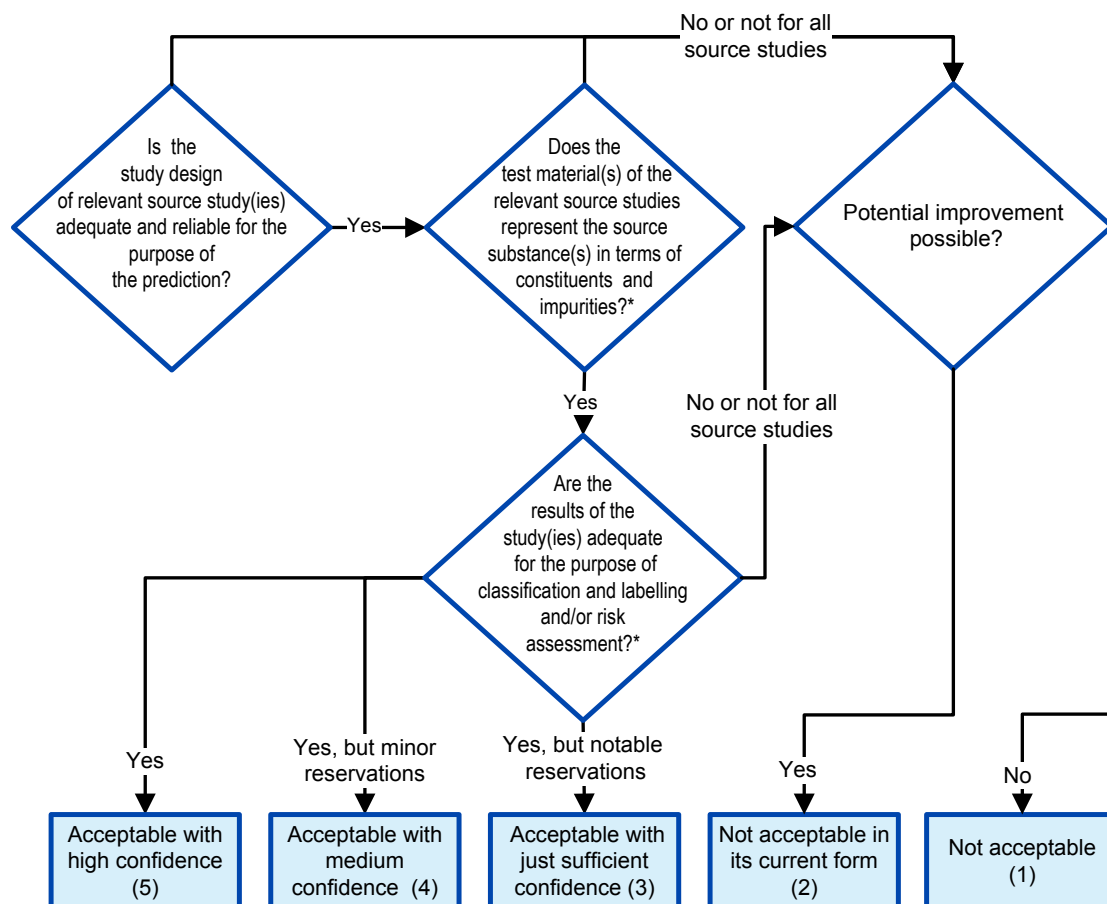 No or not for all
source studies
Is the
study design
of relevant source study(ies)
adequate and reliable for the
purpose of
the prediction?
Yes
Does the
test material(s) of the
relevant source studies
represent the source
substance(s) in terms of
constituents and
impurities?*
Potential improvement
possible?
Yes
No or not for all
source studies
Are the
results of the
study(ies) adequate
for the purpose of
classification and labelling
and/or risk
assessment?*
Yes
Yes, but minor
reservations
Yes, but notable
reservations
Yes
No
Acceptable with
high confidence
(5)
Acceptable with
medium
confidence (4)
Acceptable with
just sufficient
confidence (3)
Not acceptable in
its current form
(2)
Not acceptable
(1)